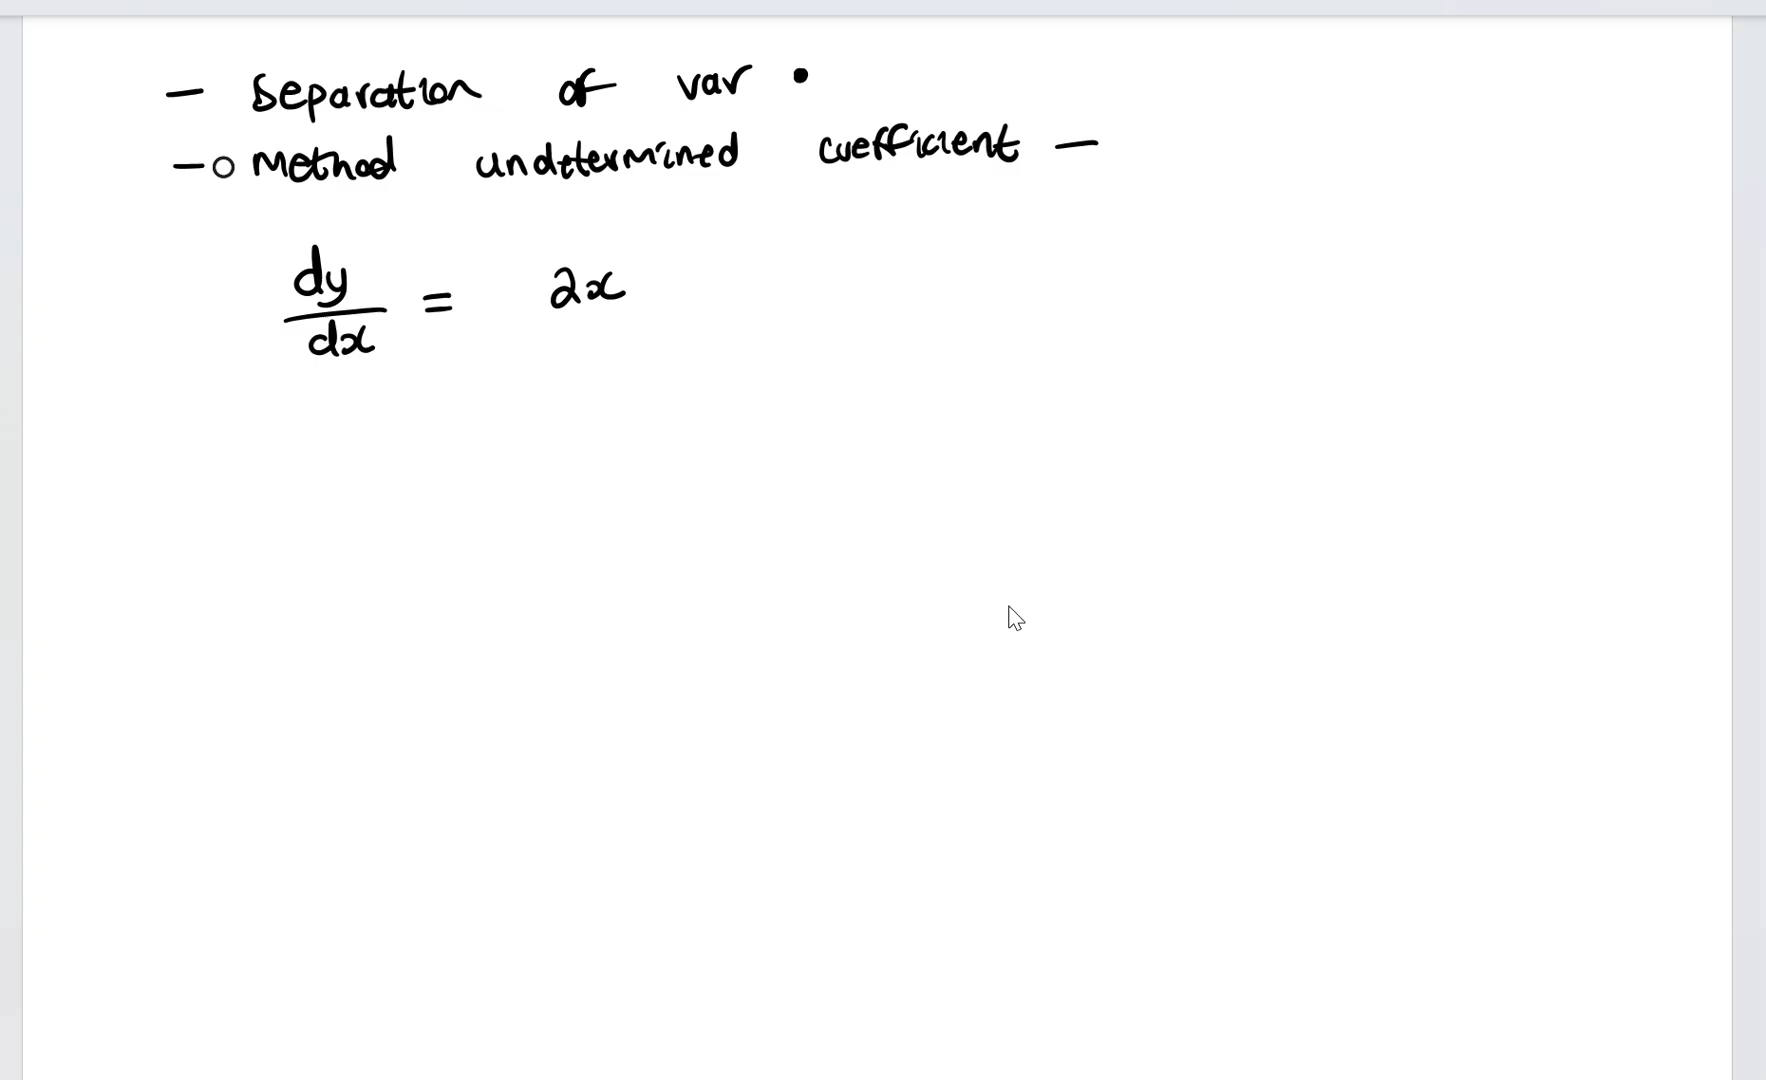 - Separation of var •
-o Method undetermined coefficient -
dy/dx = 2x